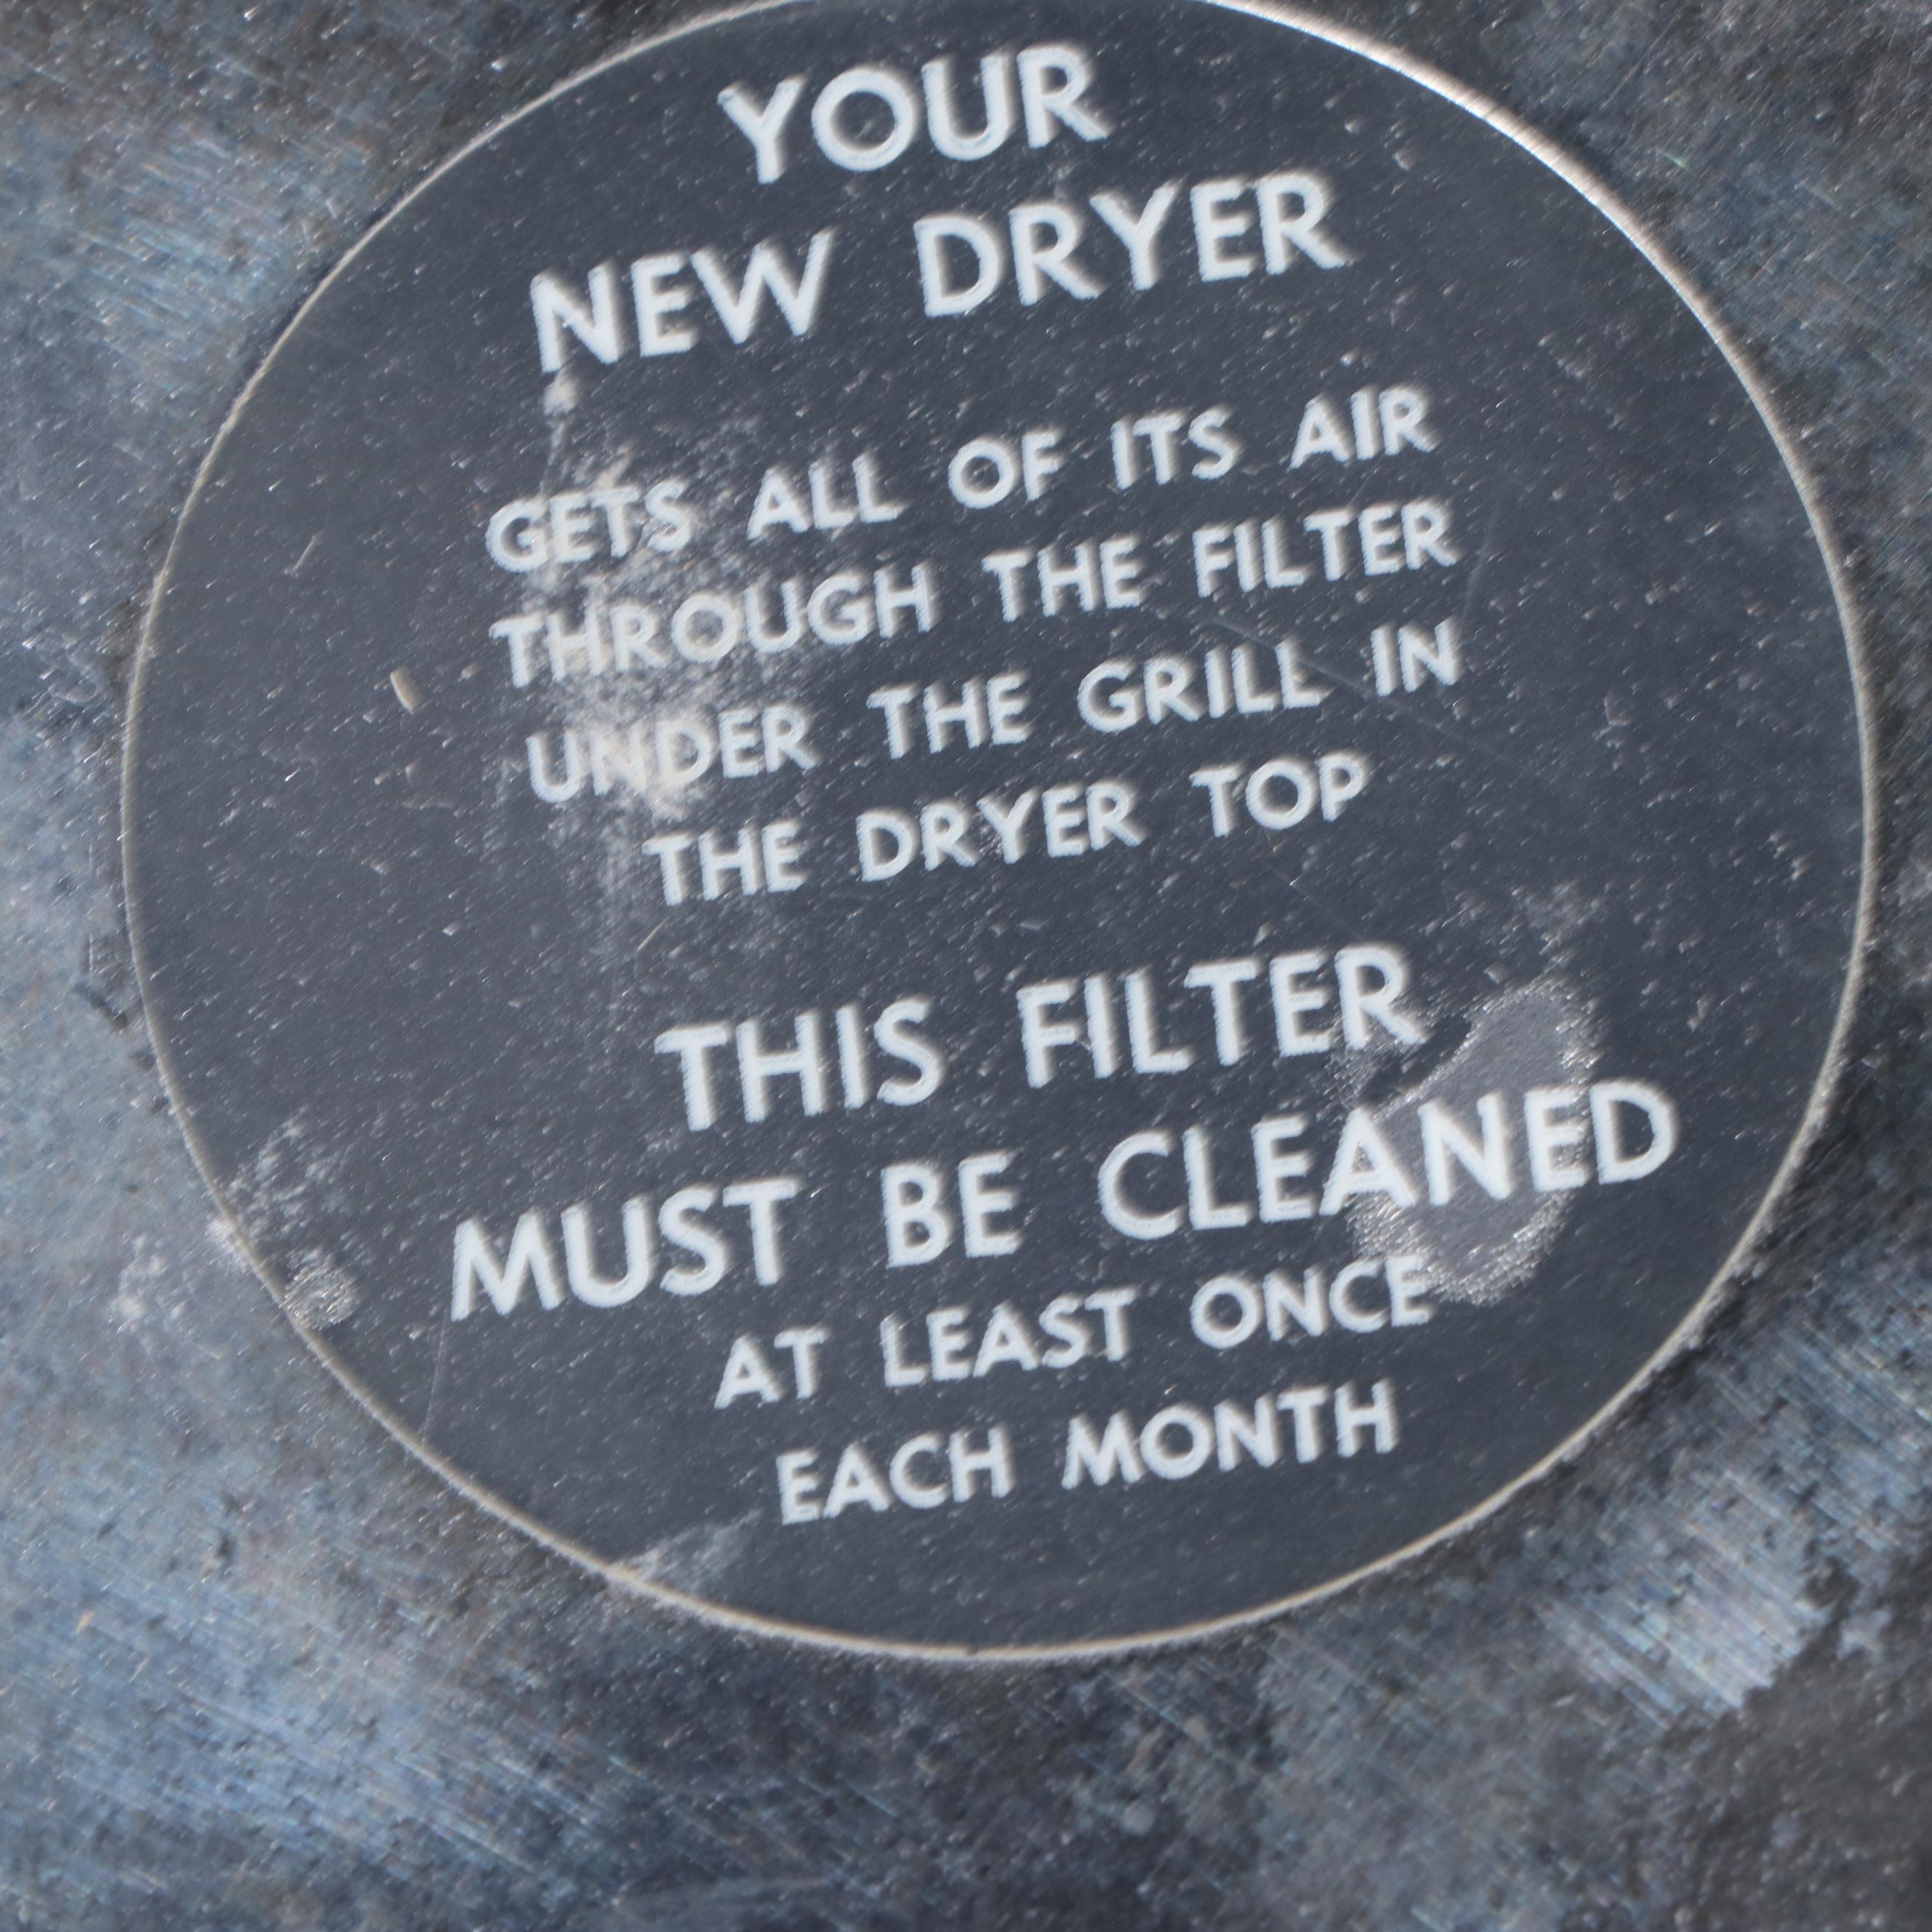 YOUR
NEW DRYER
GETS ALL OF ITS AIR
THROUGH THE FILTER
UNDER THE GRILL IN
THE DRYER TOP
THIS FILTER
MUST BE CLEANED
AT LEAST ONCE
EACH MONTH